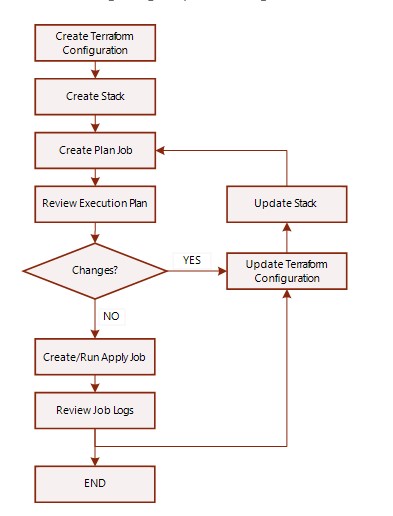 Create Terraform
Configuration
Create Stack
Create Plan Job
Review Execution Plan
Update Stack
Changes?
YES
Update Terraform
Configuration
NO
Create/Run Apply Job
Review Job Logs
END